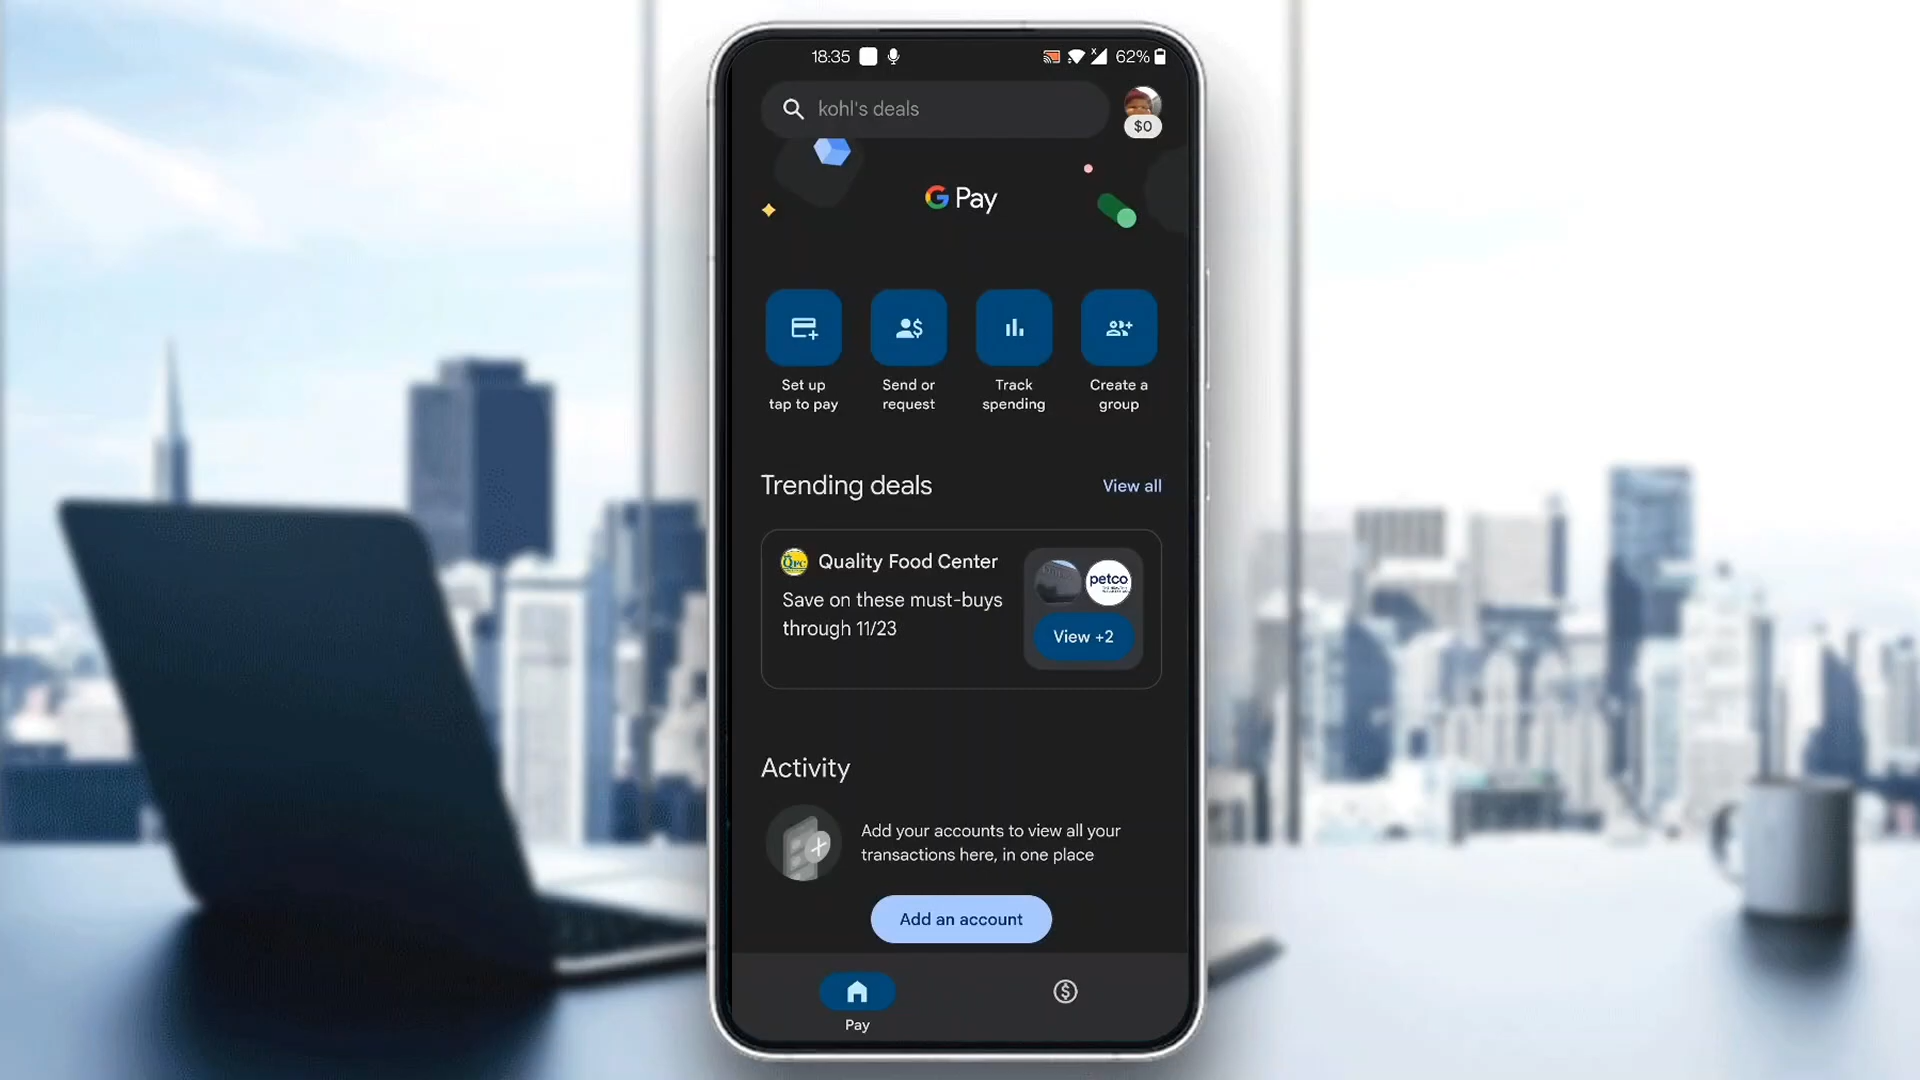 18:35
62%
kohl's deals
$0
G Pay
Set up
tap to pay
Send or
request
Track
spending
Create a
group
Trending deals
View all
QFC
Quality Food Center
Save on these must-buys
through 11/23
petco
View +2
Activity
Add your accounts to view all your
transactions here, in one place
Add an account
Pay